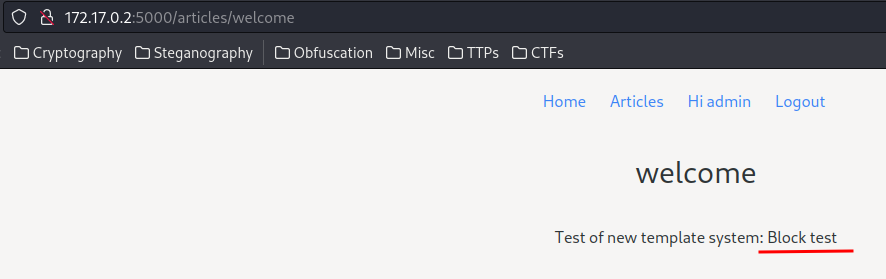 172.17.0.2:5000/articles/welcome
Cryptography Steganography Obfuscation Misc TTPs CTFs
Home Articles Hi admin Logout
welcome
Test of new template system: Block test